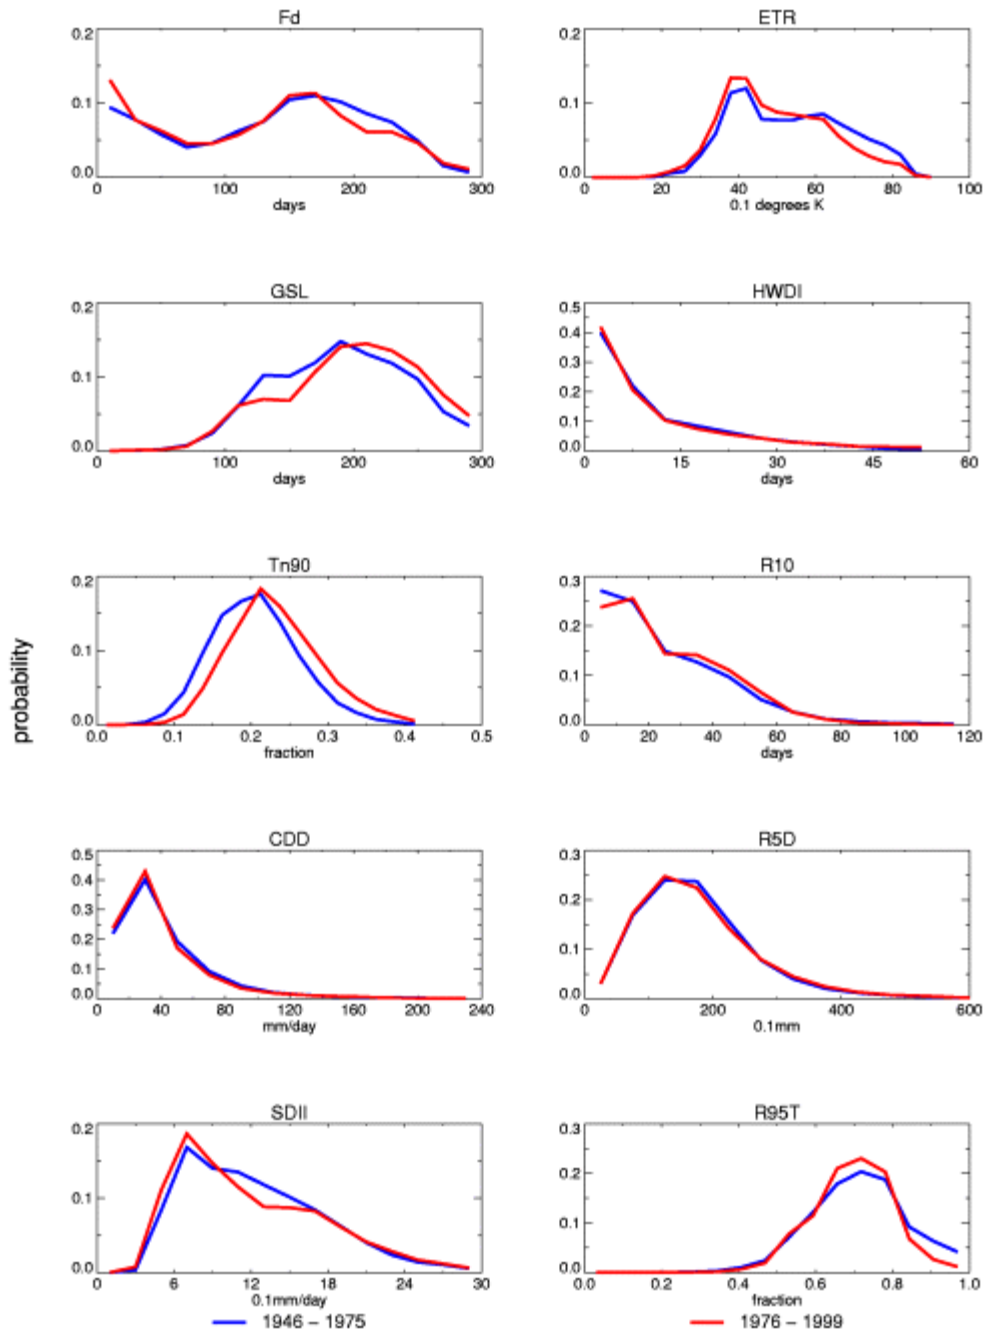 Fd
0.2
0.1
0.0
0 100 200 300
days
ETR
0.2
0.1
0.0
0 20 40 60 80 100
0.1 degrees K
GSL
0.2
0.1
0.0
0 100 200 300
days
HWDI
0.5
0.4
0.3
0.2
0.1
0.0
0 15 30 45 60
days
probability
Tn90
0.2
0.1
0.0
0.0 0.1 0.2 0.3 0.4 0.5
fraction
R10
0.3
0.2
0.1
0.0
0 20 40 60 80 100 120
days
CDD
0.5
0.4
0.3
0.2
0.1
0.0
0 40 80 120 160 200 240
mm/day
R5D
0.3
0.2
0.1
0.0
0 200 400 600
0.1mm
SDII
0.2
0.1
0.0
0 6 12 18 24 30
0.1mm/day
R95T
0.3
0.2
0.1
0.0
0.0 0.2 0.4 0.6 0.8 1.0
fraction
1946 – 1975
1976 – 1999